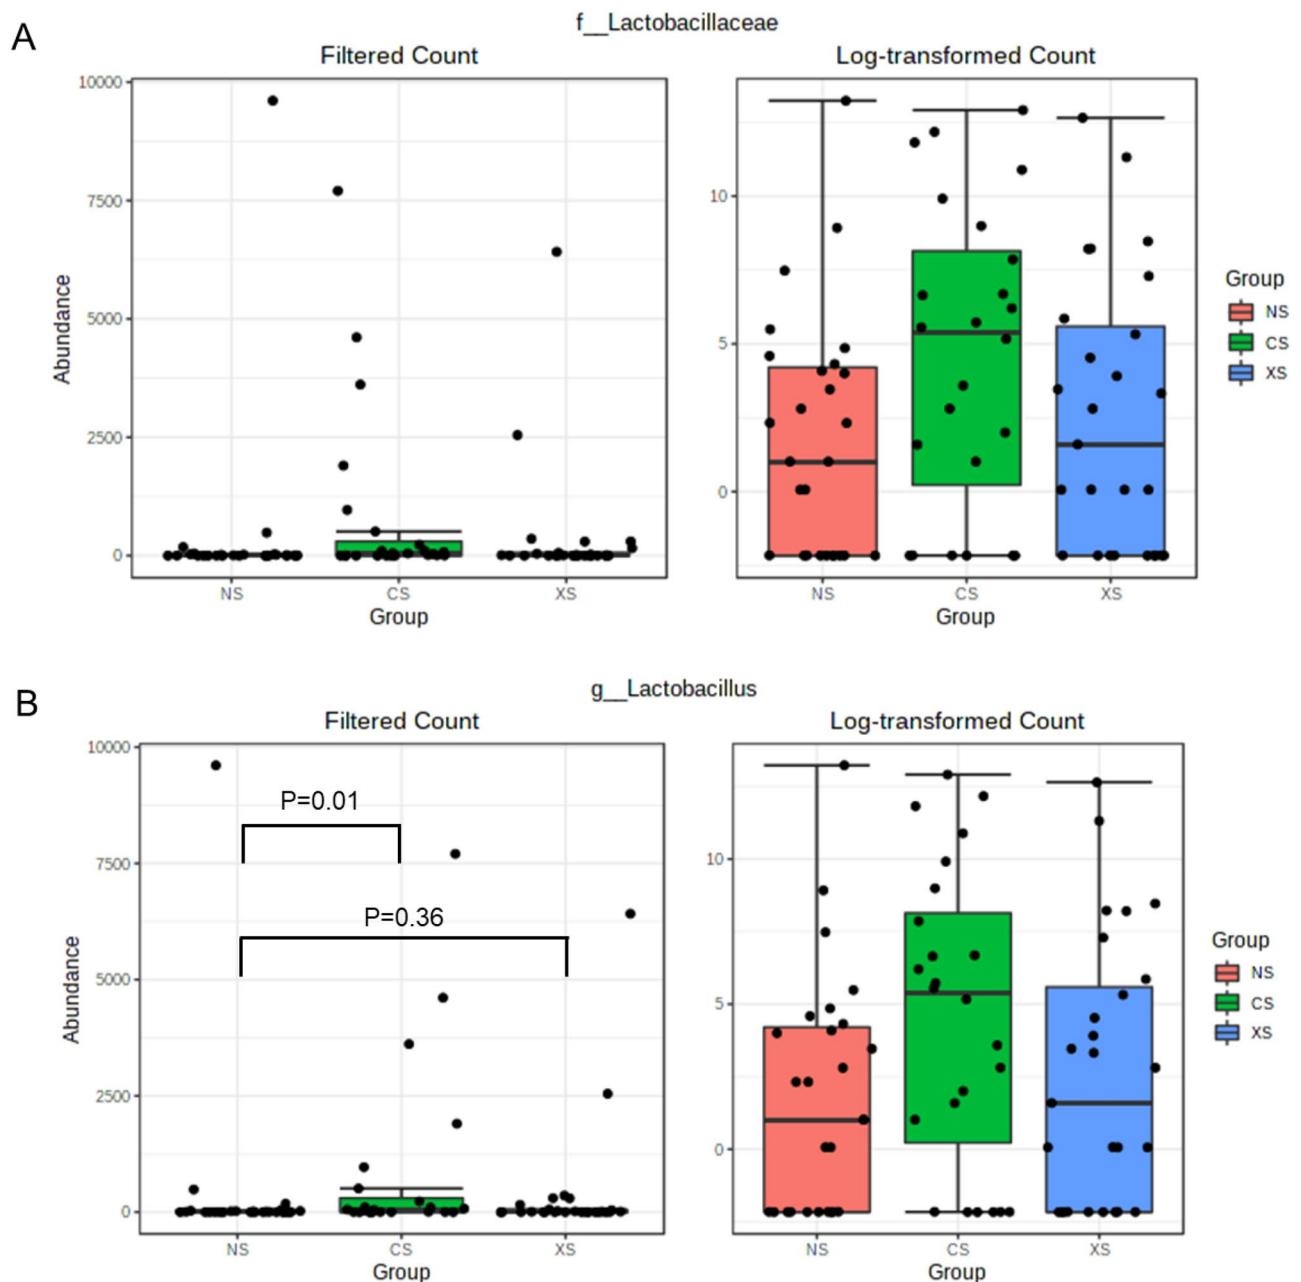 A
f__Lactobacillaceae
Filtered Count
Log-transformed Count
10000
7500
5000
2500
0
Abundance
NS
CS
XS
Group
10
5
0
NS
CS
XS
Group
Group
NS
CS
XS
B
g__Lactobacillus
Filtered Count
Log-transformed Count
10000
7500
5000
2500
0
Abundance
P=0.01
P=0.36
NS
CS
XS
Group
10
5
0
NS
CS
XS
Group
Group
NS
CS
XS